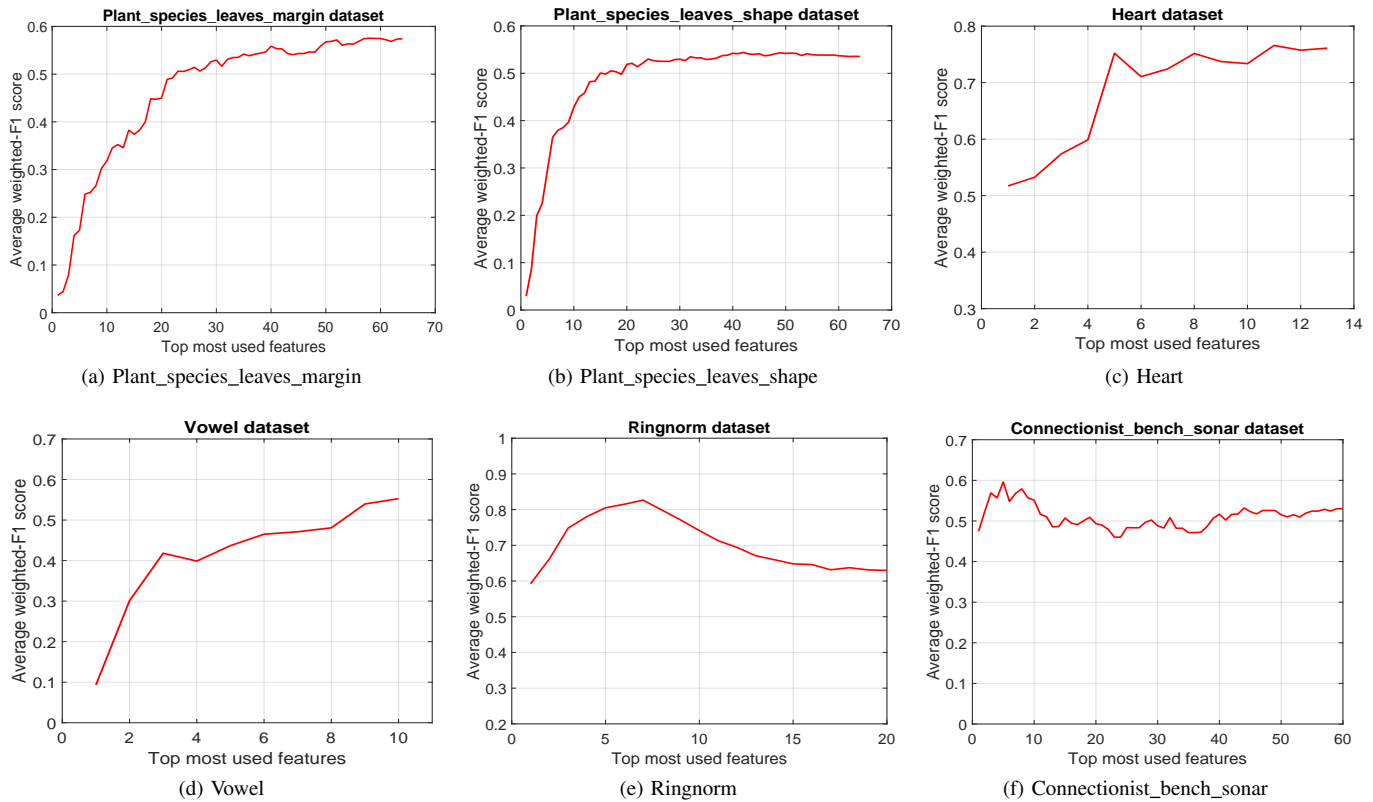 Plant_species_leaves_margin dataset
Average weighted-F1 score
0.6
0.5
0.4
0.3
0.2
0.1
0
0 10 20 30 40 50 60 70
Top most used features
(a) Plant_species_leaves_margin
Plant_species_leaves_shape dataset
Average weighted-F1 score
0.6
0.5
0.4
0.3
0.2
0.1
0
0 10 20 30 40 50 60 70
Top most used features
(b) Plant_species_leaves_shape
Heart dataset
Average weighted-F1 score
0.8
0.7
0.6
0.5
0.4
0.3
0 2 4 6 8 10 12 14
Top most used features
(c) Heart
Vowel dataset
Average weighted-F1 score
0.7
0.6
0.5
0.4
0.3
0.2
0.1
0
0 2 4 6 8 10
Top most used features
(d) Vowel
Ringnorm dataset
Average weighted-F1 score
1
0.9
0.8
0.7
0.6
0.5
0.4
0.3
0.2
0 5 10 15 20
Top most used features
(e) Ringnorm
Connectionist_bench_sonar dataset
Average weighted-F1 score
0.7
0.6
0.5
0.4
0.3
0.2
0.1
0
0 10 20 30 40 50 60
Top most used features
(f) Connectionist_bench_sonar